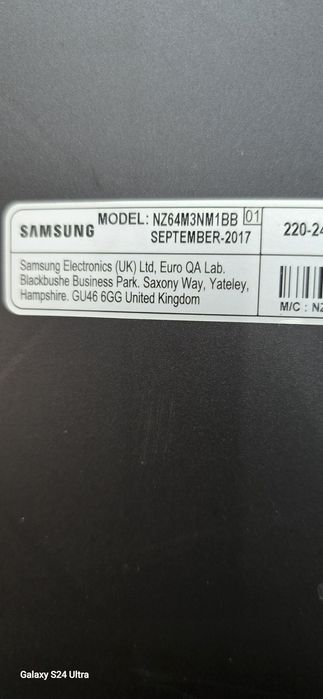 SAMSUNG MODEL: NZ64M3NM1BB 01
SEPTEMBER-2017
220-24
Samsung Electronics (UK) Ltd, Euro QA Lab.
Blackbushe Business Park. Saxony Way, Yateley,
Hampshire. GU46 6GG United Kingdom
M/C : NZ
Galaxy S24 Ultra